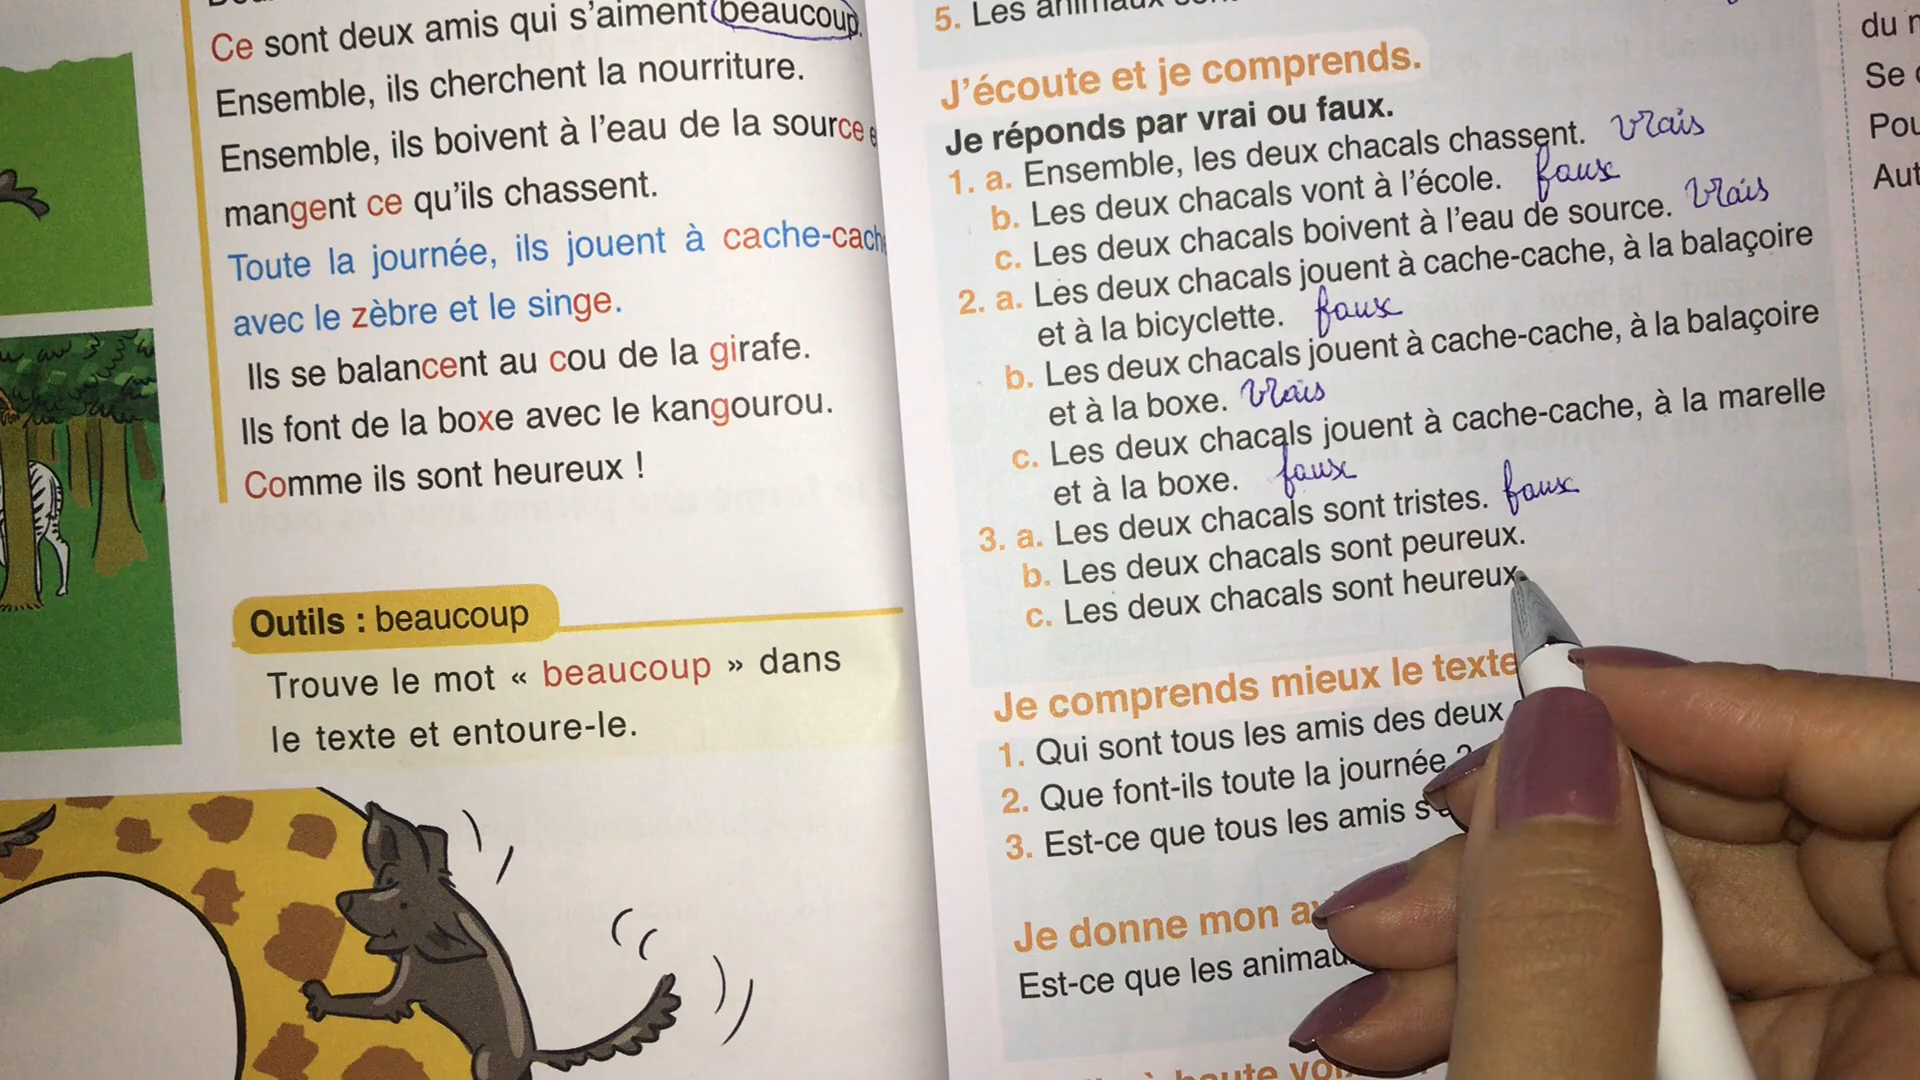 Ce sont deux amis qui s'aiment beaucoup.
Ensemble, ils cherchent la nourriture.
Ensemble, ils boivent à l'eau de la source
mangent ce qu'ils chassent.
Toute la journée, ils jouent à cache-cach
avec le zèbre et le singe.
Ils se balancent au cou de la girafe.
Ils font de la boxe avec le kangourou.
Comme ils sont heureux !
Outils : beaucoup
Trouve le mot « beaucoup » dans
le texte et entoure-le.
5. Les animaux
J'écoute et je comprends.
Je réponds par vrai ou faux.
1. a. Ensemble, les deux chacals chassent. vrais
b. Les deux chacals vont à l'école. faux
c. Les deux chacals boivent à l'eau de source. vrais
2. a. Les deux chacals jouent à cache-cache, à la balaçoire
et à la bicyclette. faux
b. Les deux chacals jouent à cache-cache, à la balaçoire
et à la boxe. vrais
c. Les deux chacals jouent à cache-cache, à la marelle
et à la boxe. faux
3. a. Les deux chacals sont tristes. faux
b. Les deux chacals sont peureux.
c. Les deux chacals sont heureux.
Je comprends mieux le texte
1. Qui sont tous les amis des deux
2. Que font-ils toute la journée ?
3. Est-ce que tous les amis s'
Je donne mon av
Est-ce que les animau
du
Se
Pou
Aut